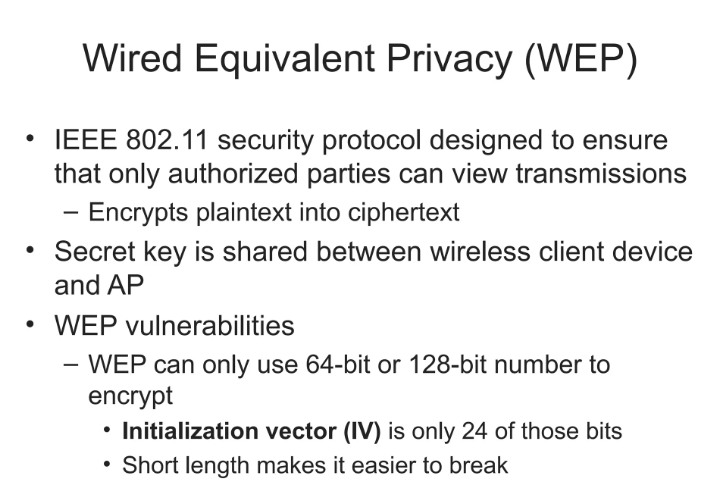 Wired Equivalent Privacy (WEP)
• IEEE 802.11 security protocol designed to ensure
that only authorized parties can view transmissions
– Encrypts plaintext into ciphertext
• Secret key is shared between wireless client device
and AP
• WEP vulnerabilities
– WEP can only use 64-bit or 128-bit number to
encrypt
• Initialization vector (IV) is only 24 of those bits
• Short length makes it easier to break